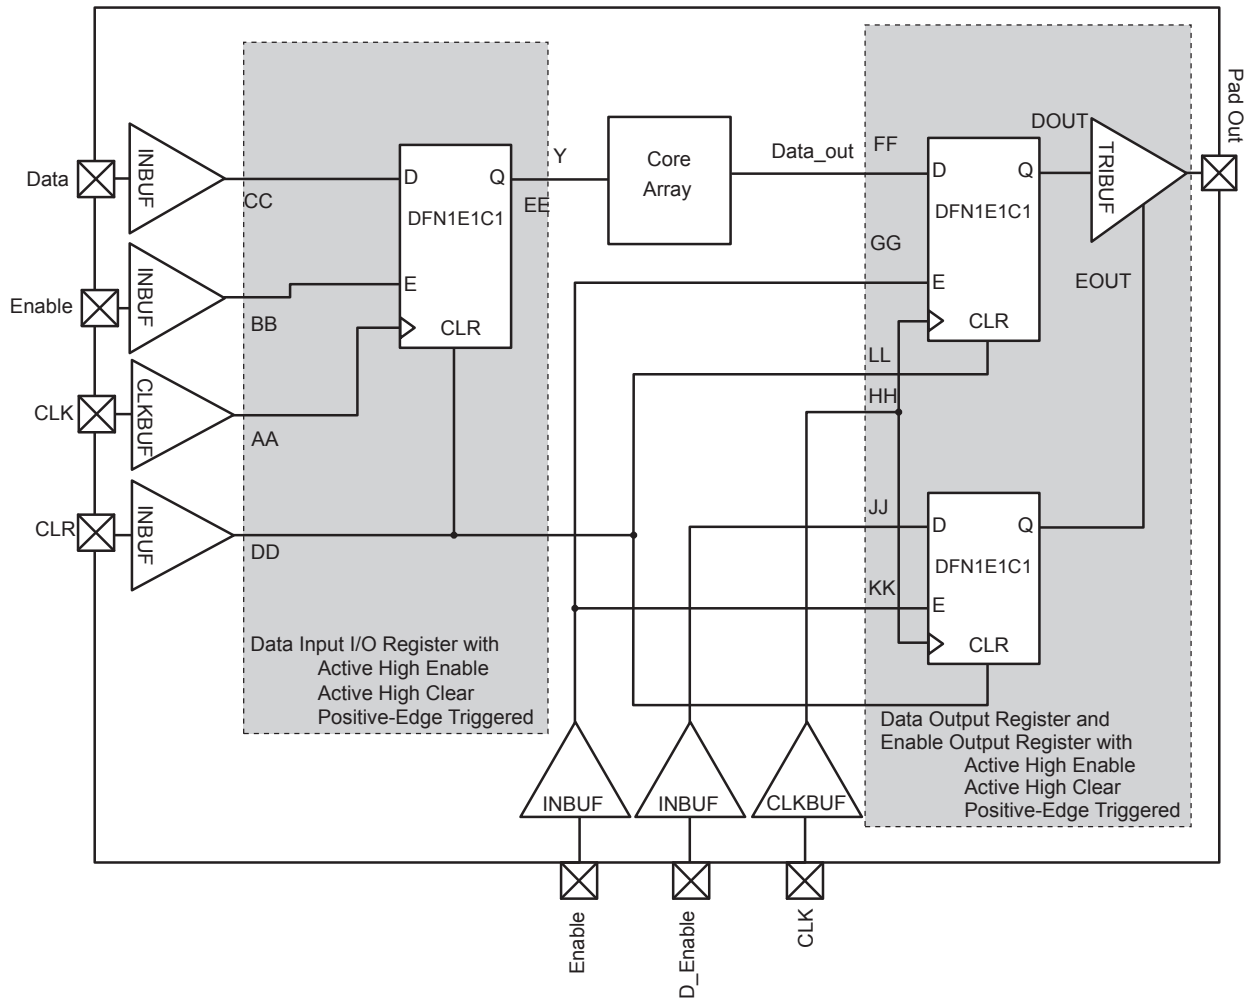 Pad Out
DOUT
FF
Data_out
Y
Core
Array
INBUF
TRIBUF
Data
D
Q
D
Q
CC
EE
DFN1E1C1
DFN1E1C1
GG
INBUF
E
E
EOUT
Enable
BB
CLR
CLR
LL
HH
CLKBUF
CLK
AA
JJ
INBUF
CLR
D
Q
DD
DFN1E1C1
KK
E
CLR
Data Input I/O Register with
Active High Enable
Active High Clear
Positive-Edge Triggered
Data Output Register and
Enable Output Register with
Active High Enable
Active High Clear
Positive-Edge Triggered
INBUF
INBUF
CLKBUF
Enable
D_Enable
CLK